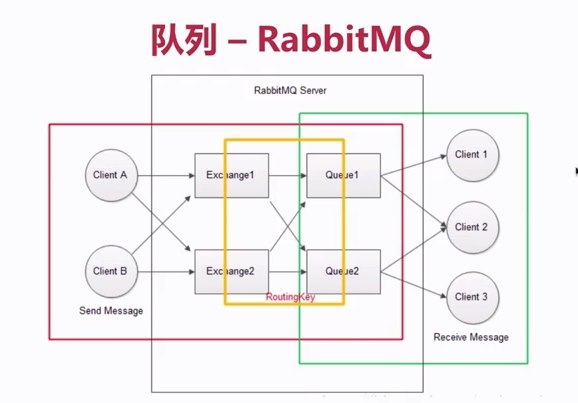 队列 – RabbitMQ
RabbitMQ Server
Client A
Exchange1
Queue1
Client 1
Client 2
Client B
Exchange2
Queue2
RoutingKey
Client 3
Send Message
Receive Message